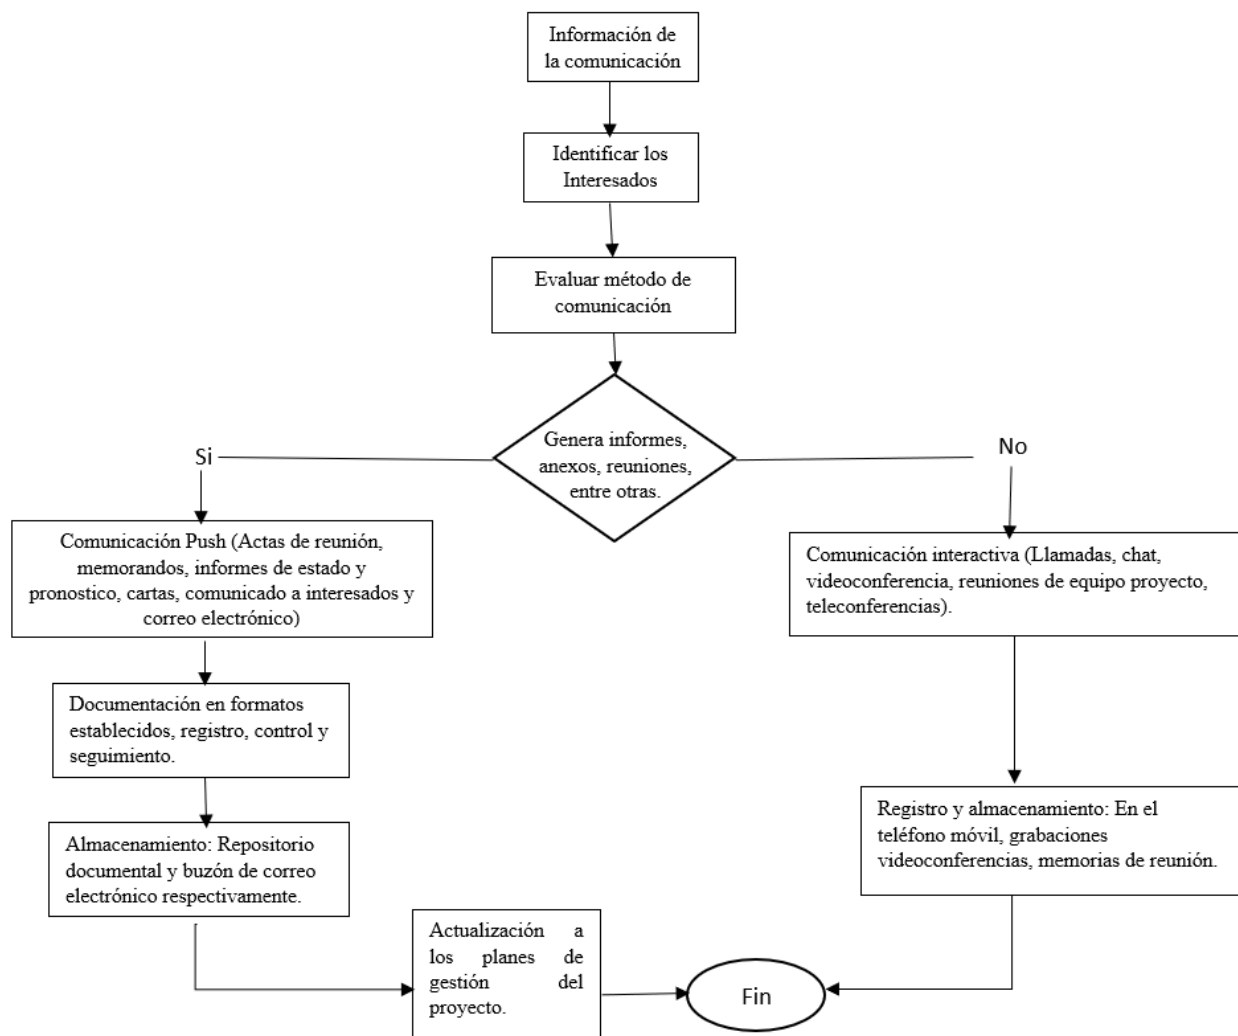 Información de
la comunicación
Identificar los
Interesados
Evaluar método de
comunicación
Genera informes,
anexos, reuniones,
entre otras.
Si
No
Comunicación Push (Actas de reunión,
memorandos, informes de estado y
pronostico, cartas, comunicado a interesados y
correo electrónico)
Comunicación interactiva (Llamadas, chat,
videoconferencia, reuniones de equipo proyecto,
teleconferencias).
Documentación en formatos
establecidos, registro, control y
seguimiento.
Registro y almacenamiento: En el
teléfono móvil, grabaciones
videoconferencias, memorias de reunión.
Almacenamiento: Repositorio
documental y buzón de correo
electrónico respectivamente.
Actualización a
los planes de
gestión del
proyecto.
Fin